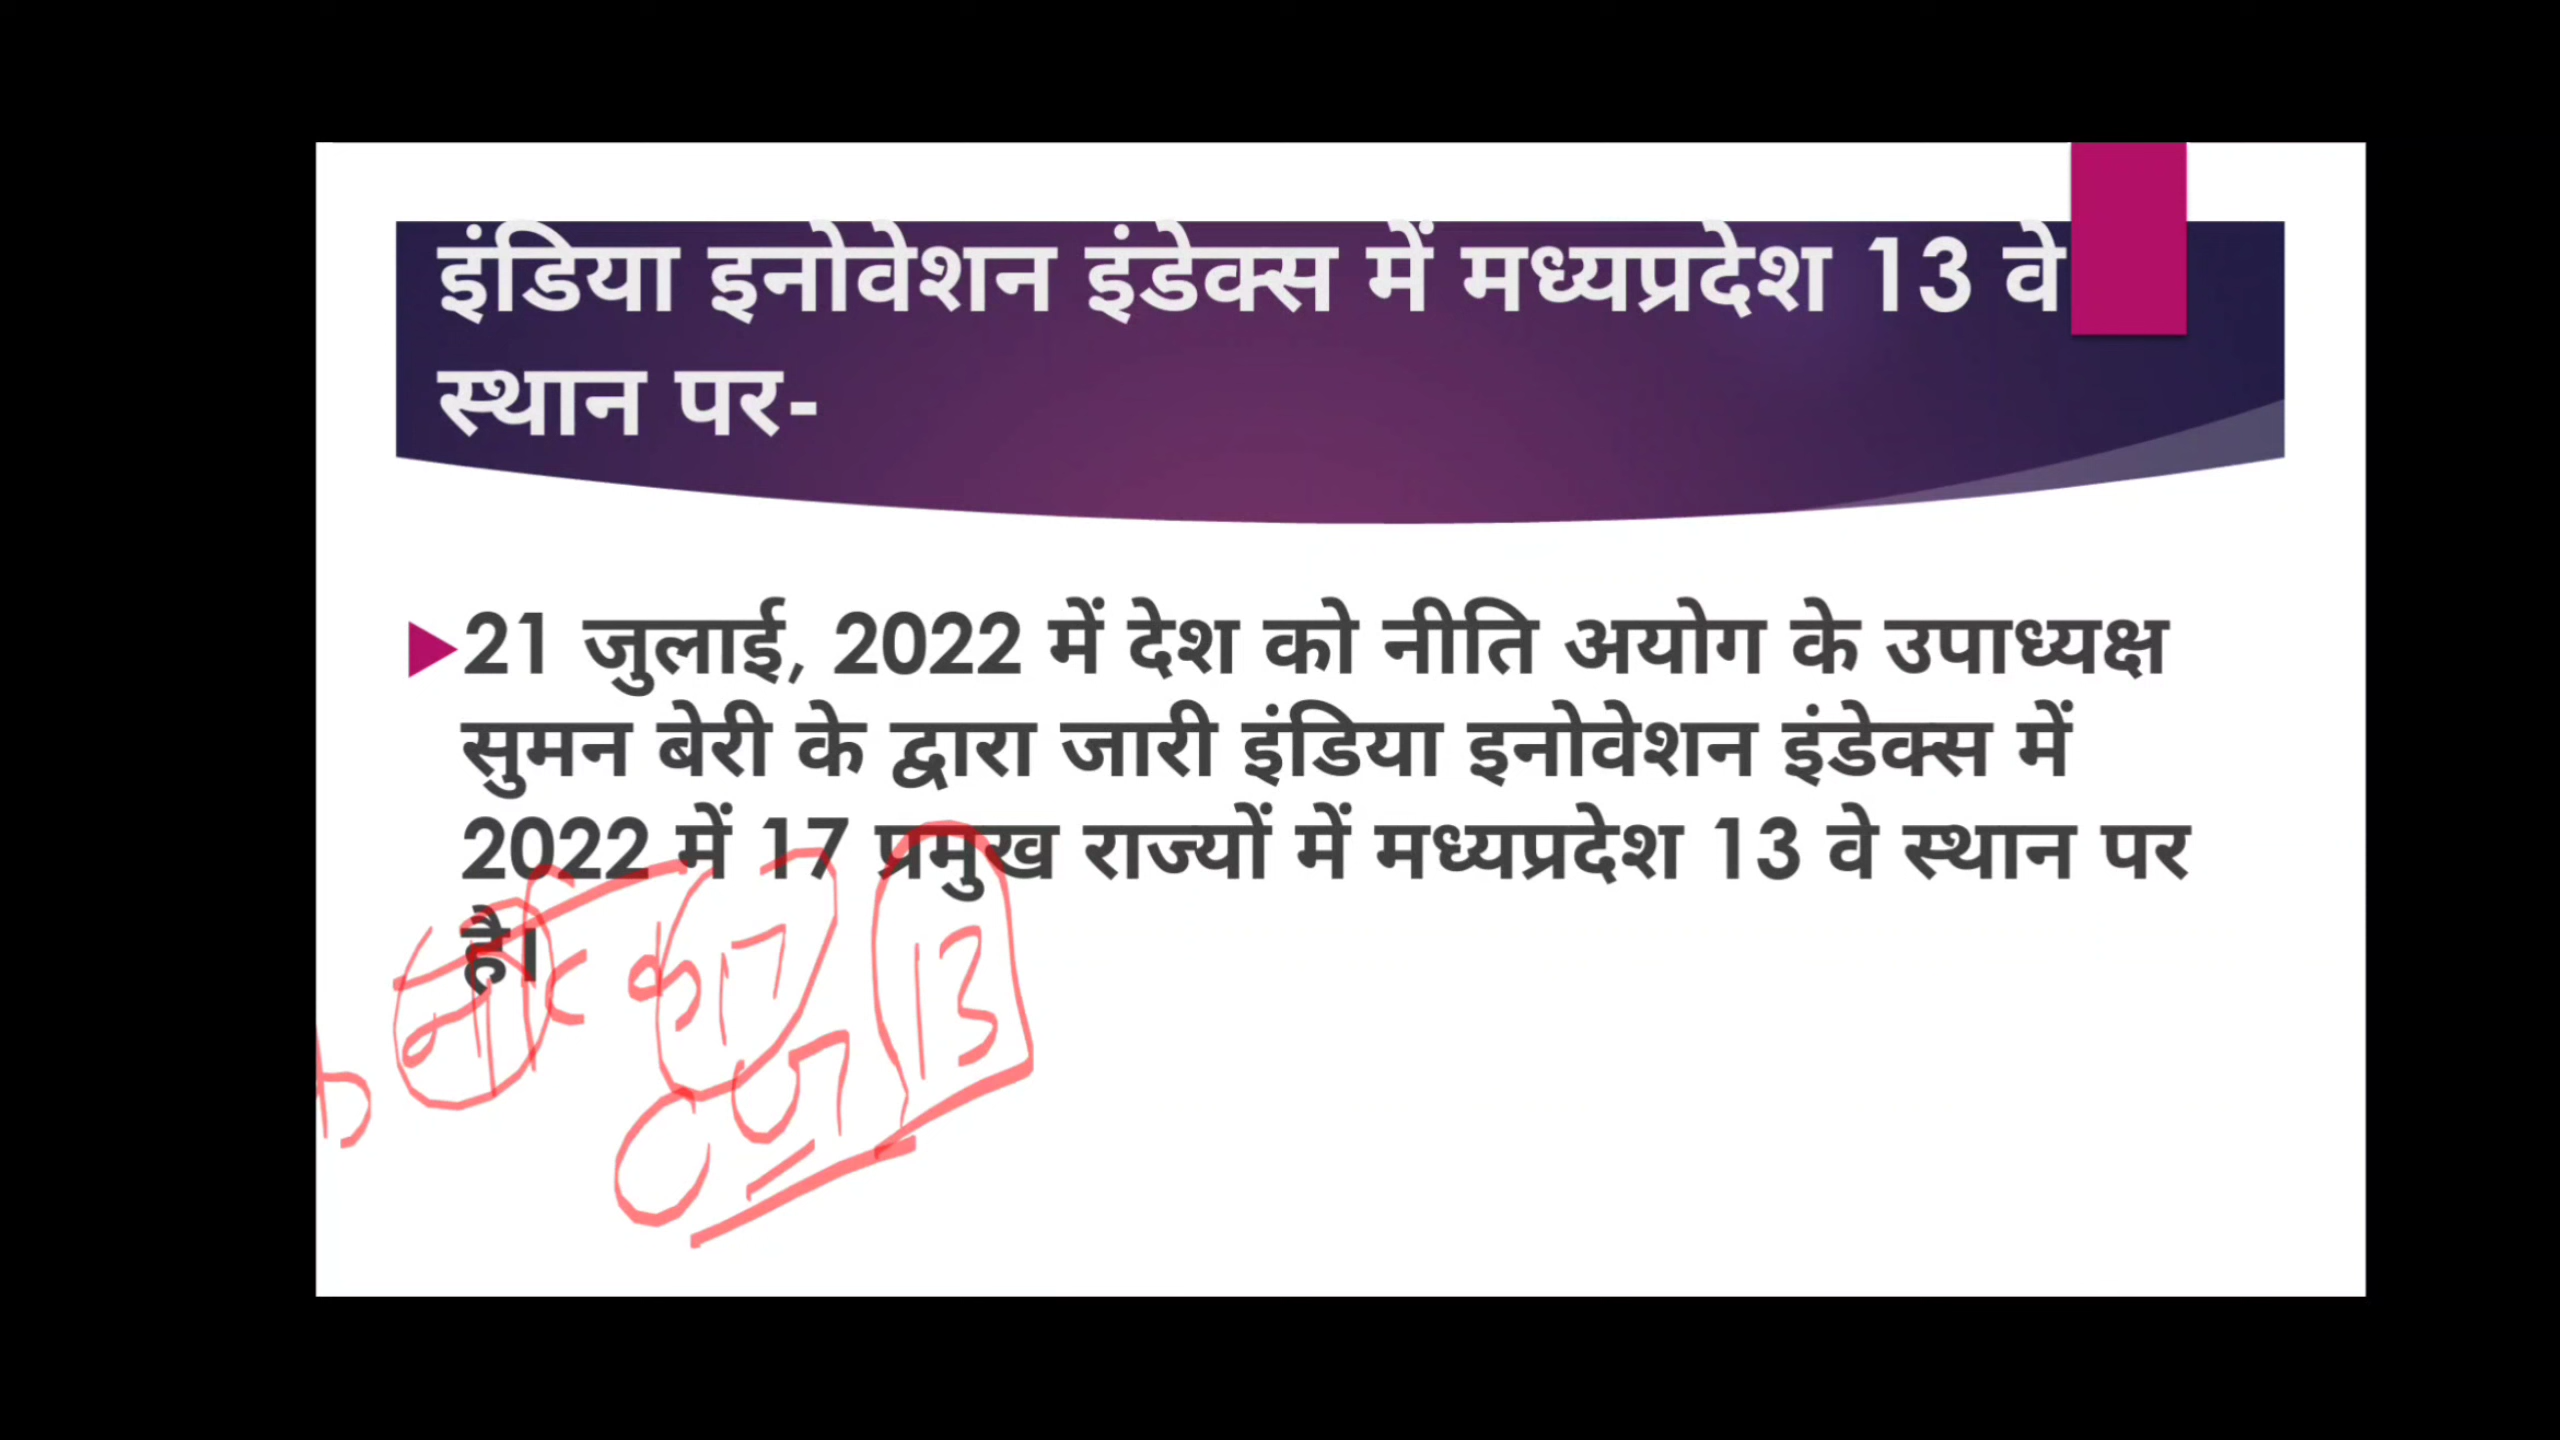 इंडिया इनोवेशन इंडेक्स में मध्यप्रदेश 13 वे
स्थान पर-
21 जुलाई, 2022 में देश को नीति अयोग के उपाध्यक्ष
सुमन बेरी के द्वारा जारी इंडिया इनोवेशन इंडेक्स में
2022 में 17 प्रमुख राज्यों में मध्यप्रदेश 13 वे स्थान पर
है।
17 13